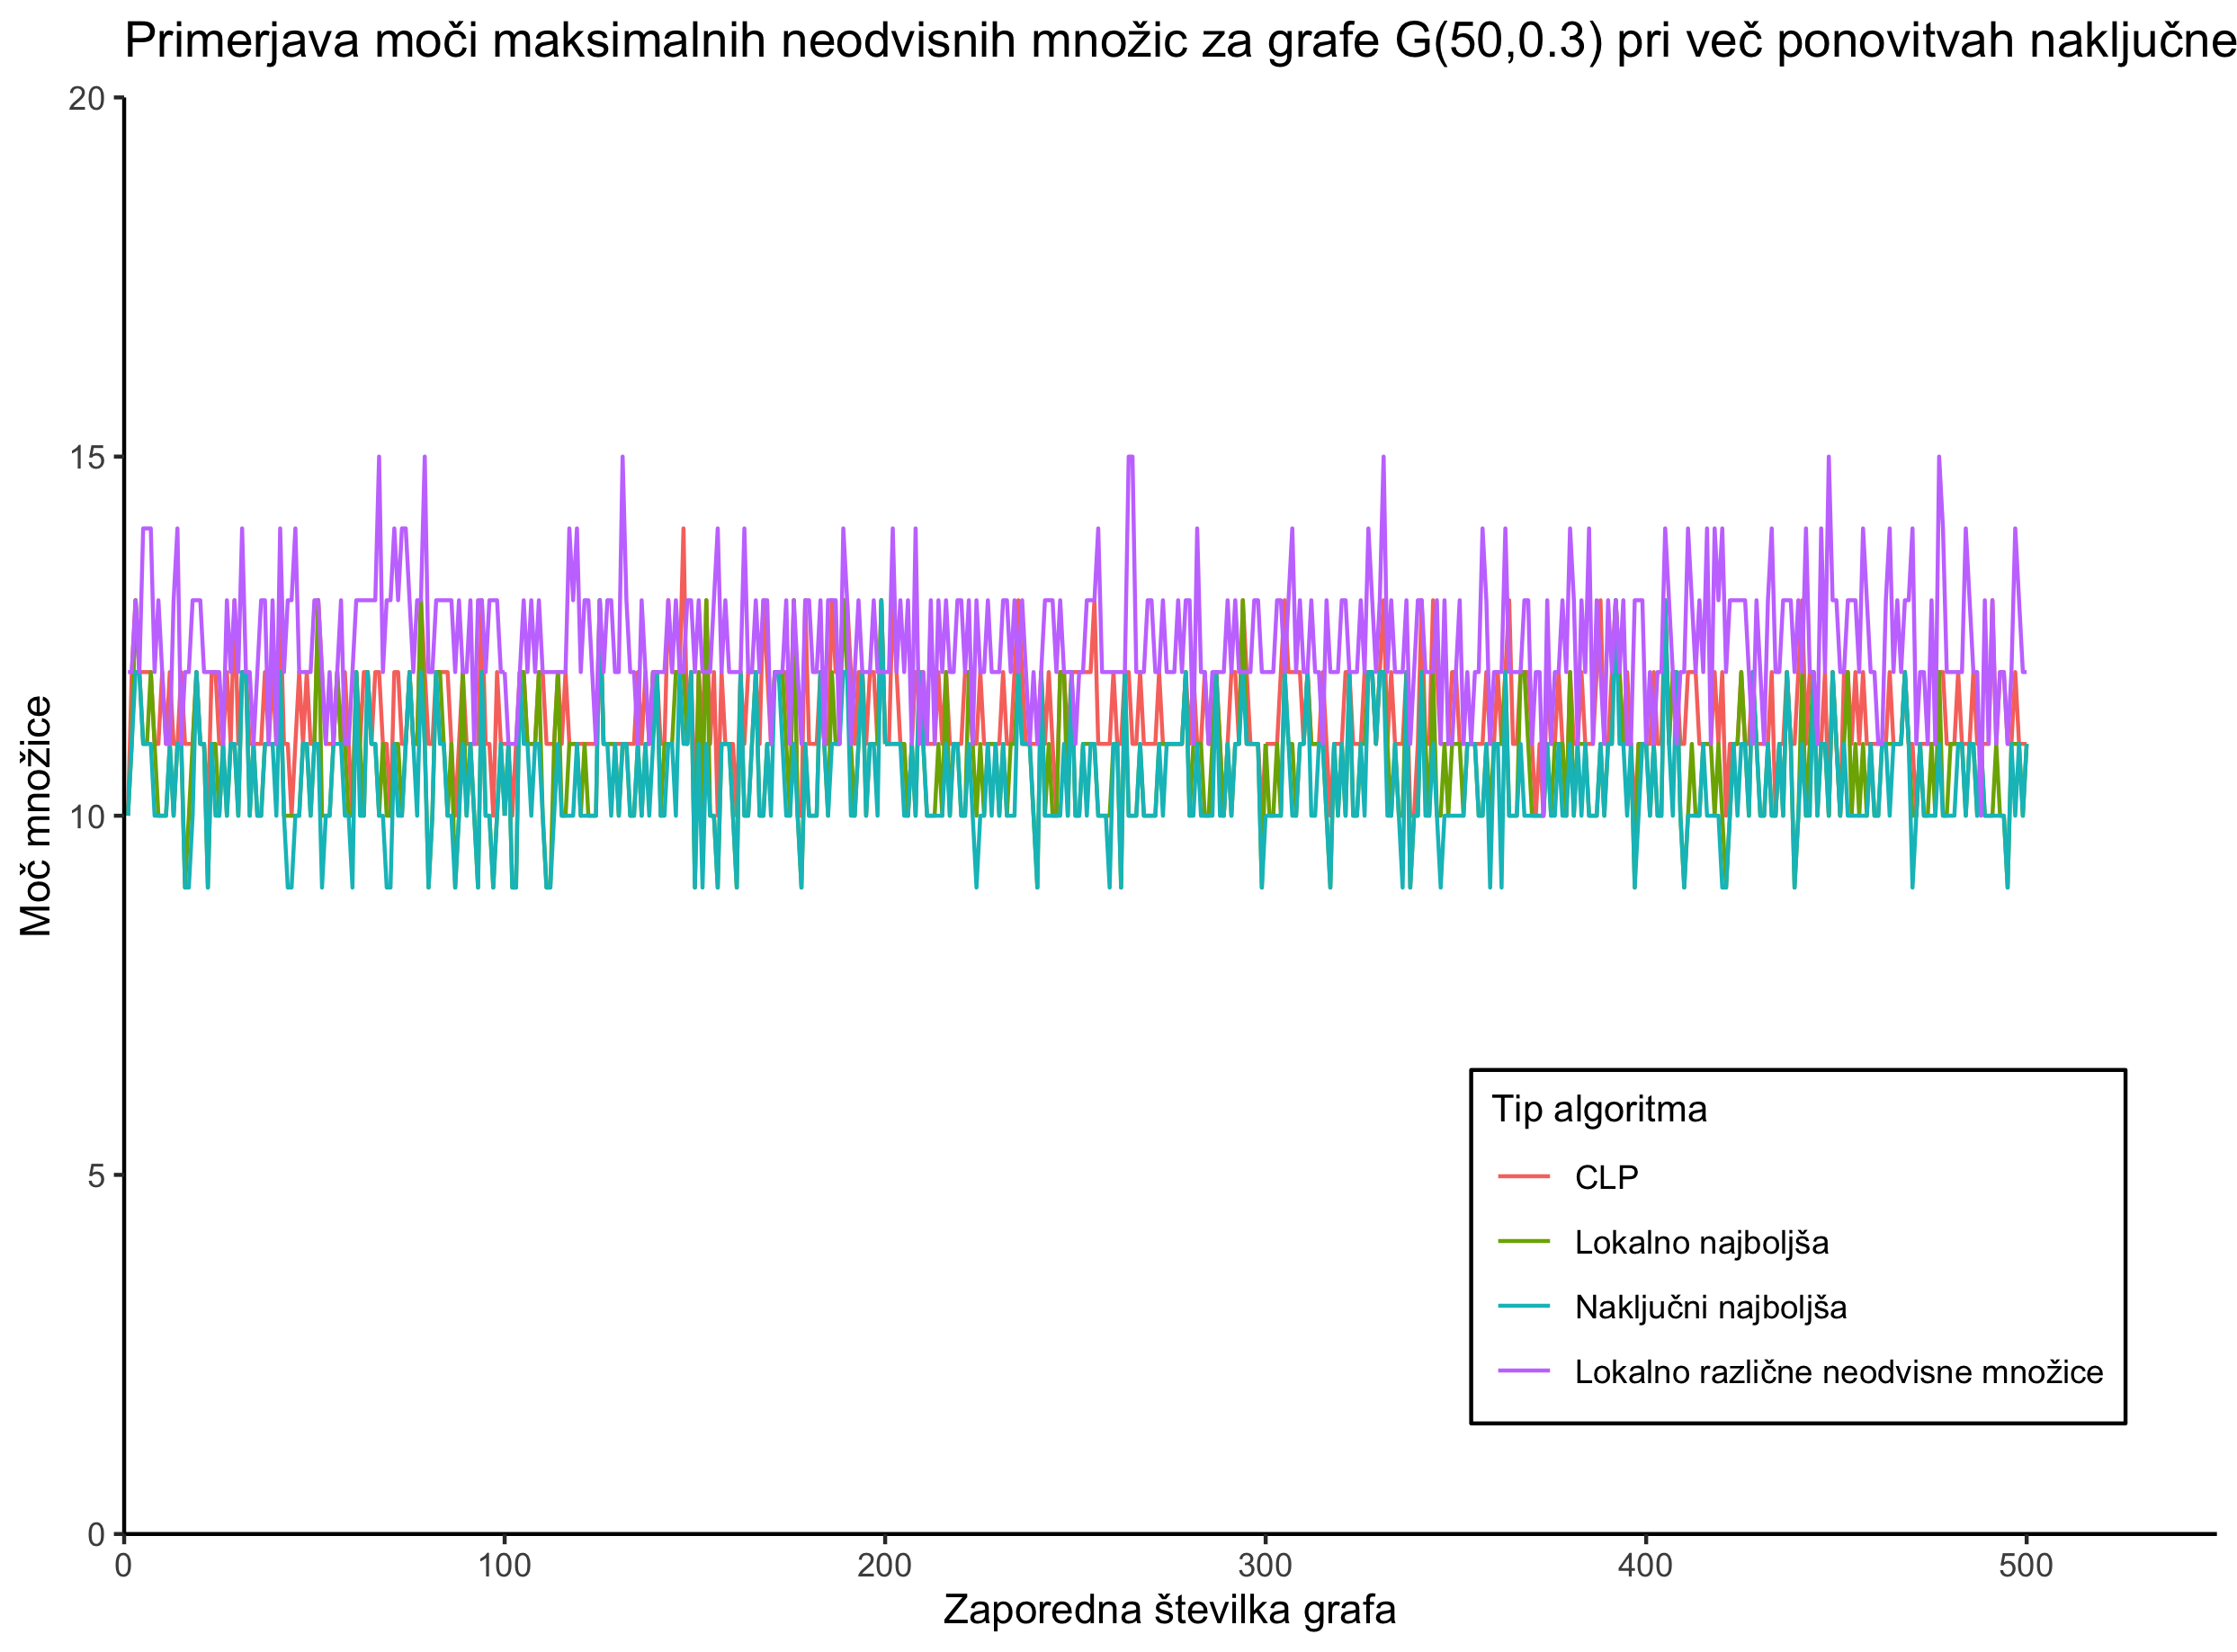 Primerjava moči maksimalnih neodvisnih množic za grafe G(50,0.3) pri več ponovitvah naključne
20
15
10
5
0
Moč množice
0 100 200 300 400 500
Zaporedna številka grafa
Tip algoritma
CLP
Lokalno najboljša
Naključni najboljša
Lokalno različne neodvisne množice